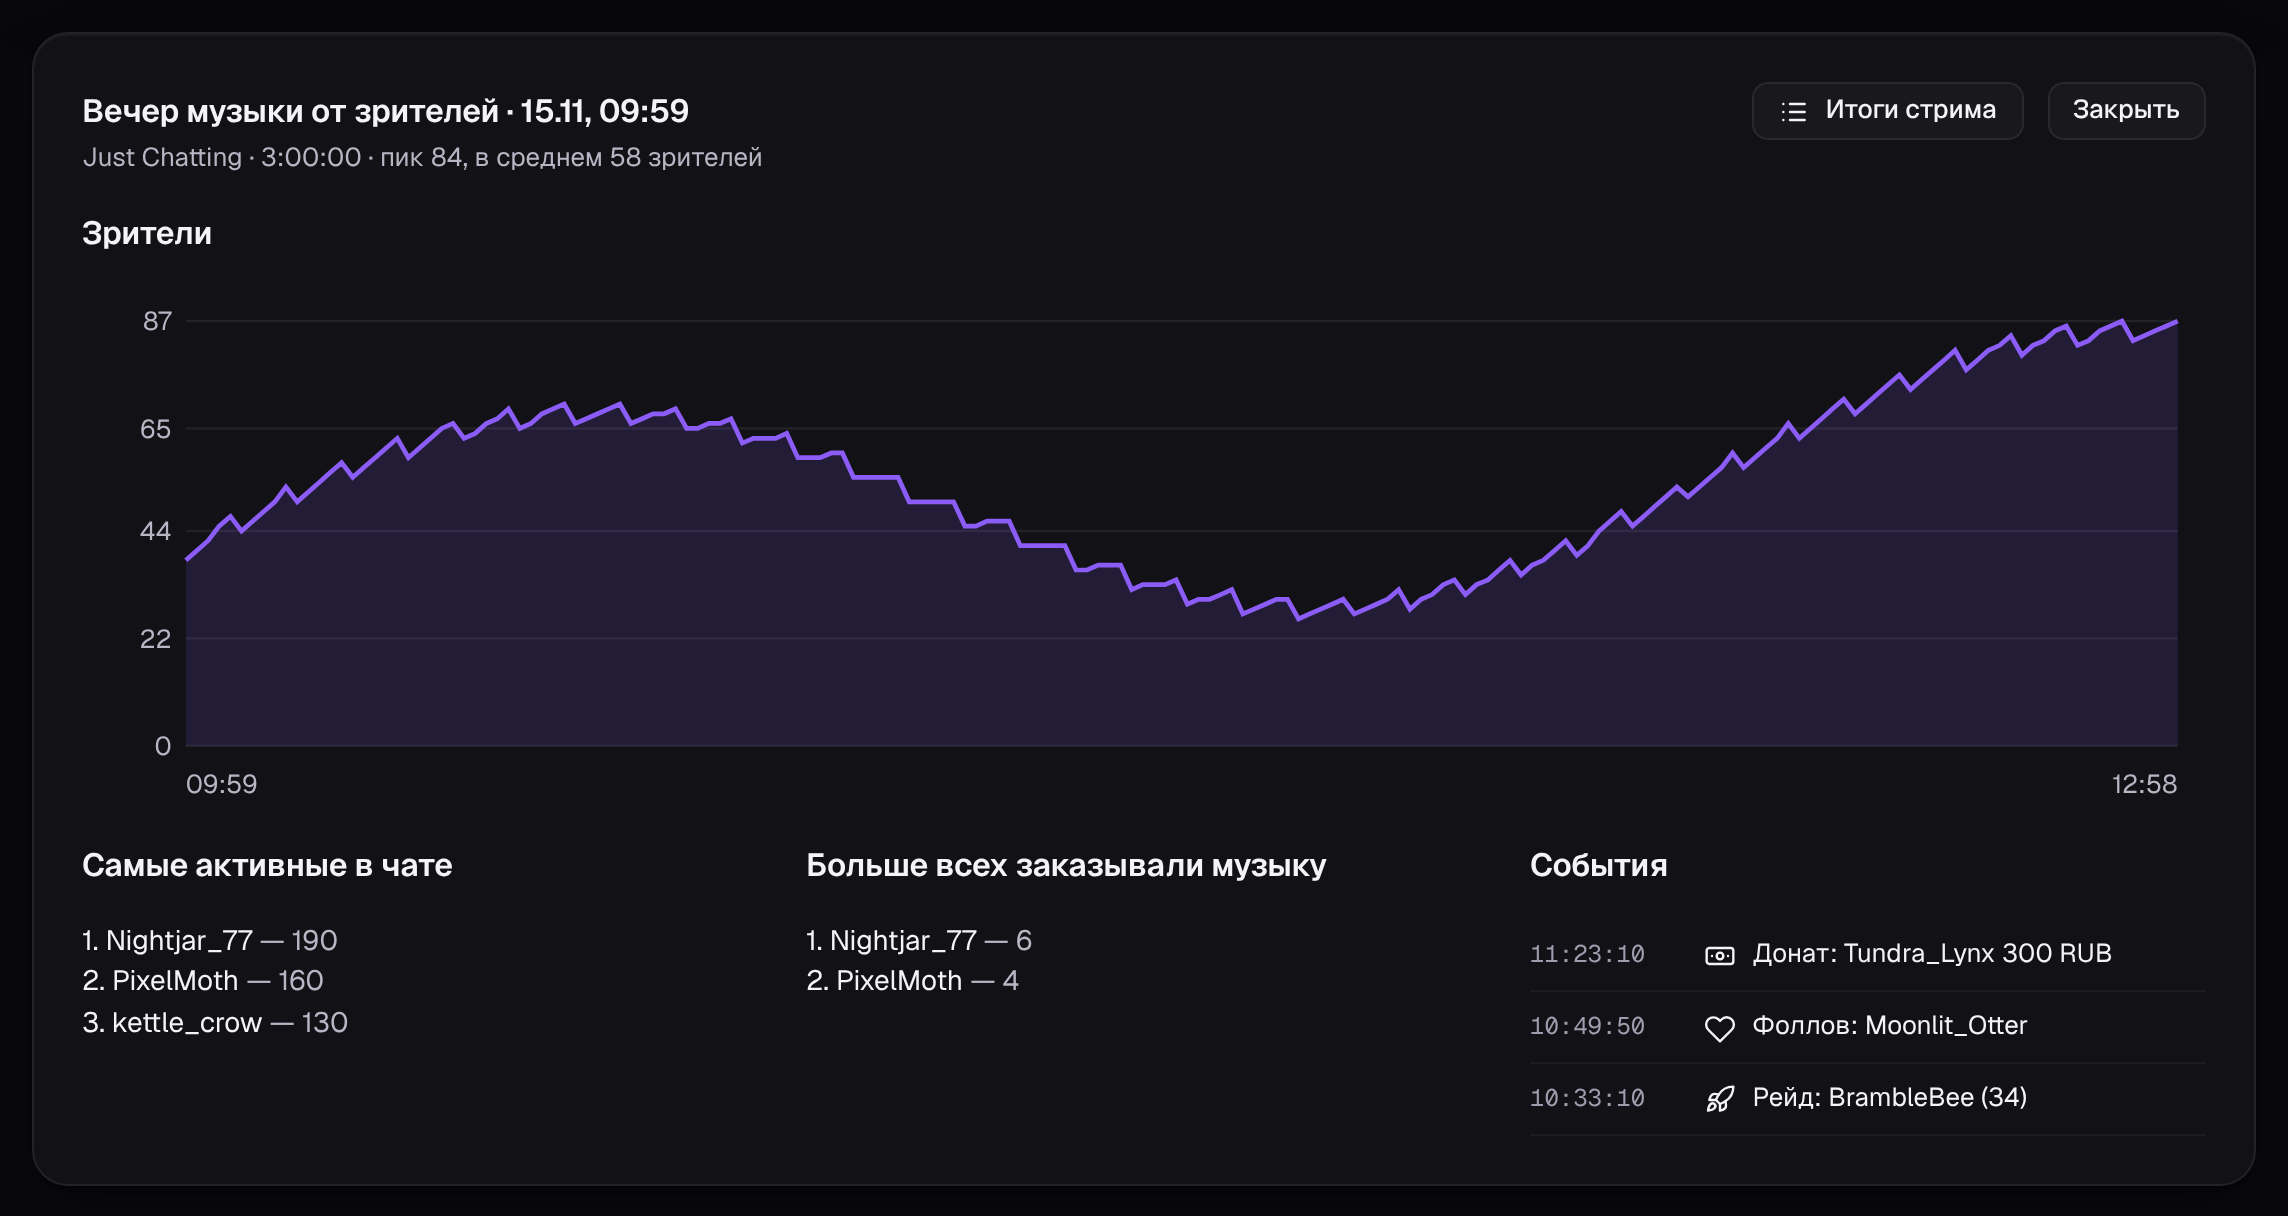 Вечер музыки от зрителей · 15.11, 09:59
Just Chatting · 3:00:00 · пик 84, в среднем 58 зрителей
Итоги стрима
Закрыть
Зрители
87
65
44
22
0
09:59
12:58
Самые активные в чате
1. Nightjar_77 — 190
2. PixelMoth — 160
3. kettle_crow — 130
Больше всех заказывали музыку
1. Nightjar_77 — 6
2. PixelMoth — 4
События
11:23:10 Донат: Tundra_Lynx 300 RUB
10:49:50 Фоллов: Moonlit_Otter
10:33:10 Рейд: BrambleBee (34)